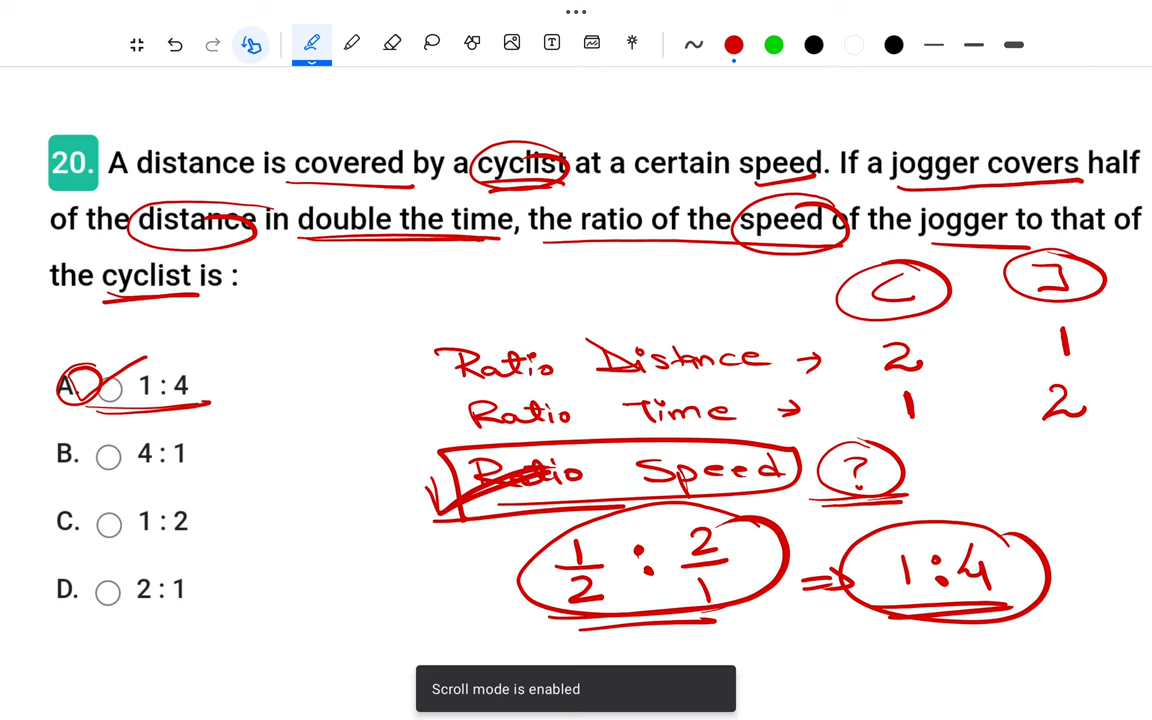 20. A distance is covered by a cyclist at a certain speed. If a jogger covers half
of the distance in double the time, the ratio of the speed of the jogger to that of
the cyclist is :
C J
A. 1 : 4
Ratio Distance → 2 1
Ratio Time → 1 2
B. 4 : 1
Ratio Speed ?
C. 1 : 2
1/2 : 2/1 ⇒ 1:4
D. 2 : 1
Scroll mode is enabled